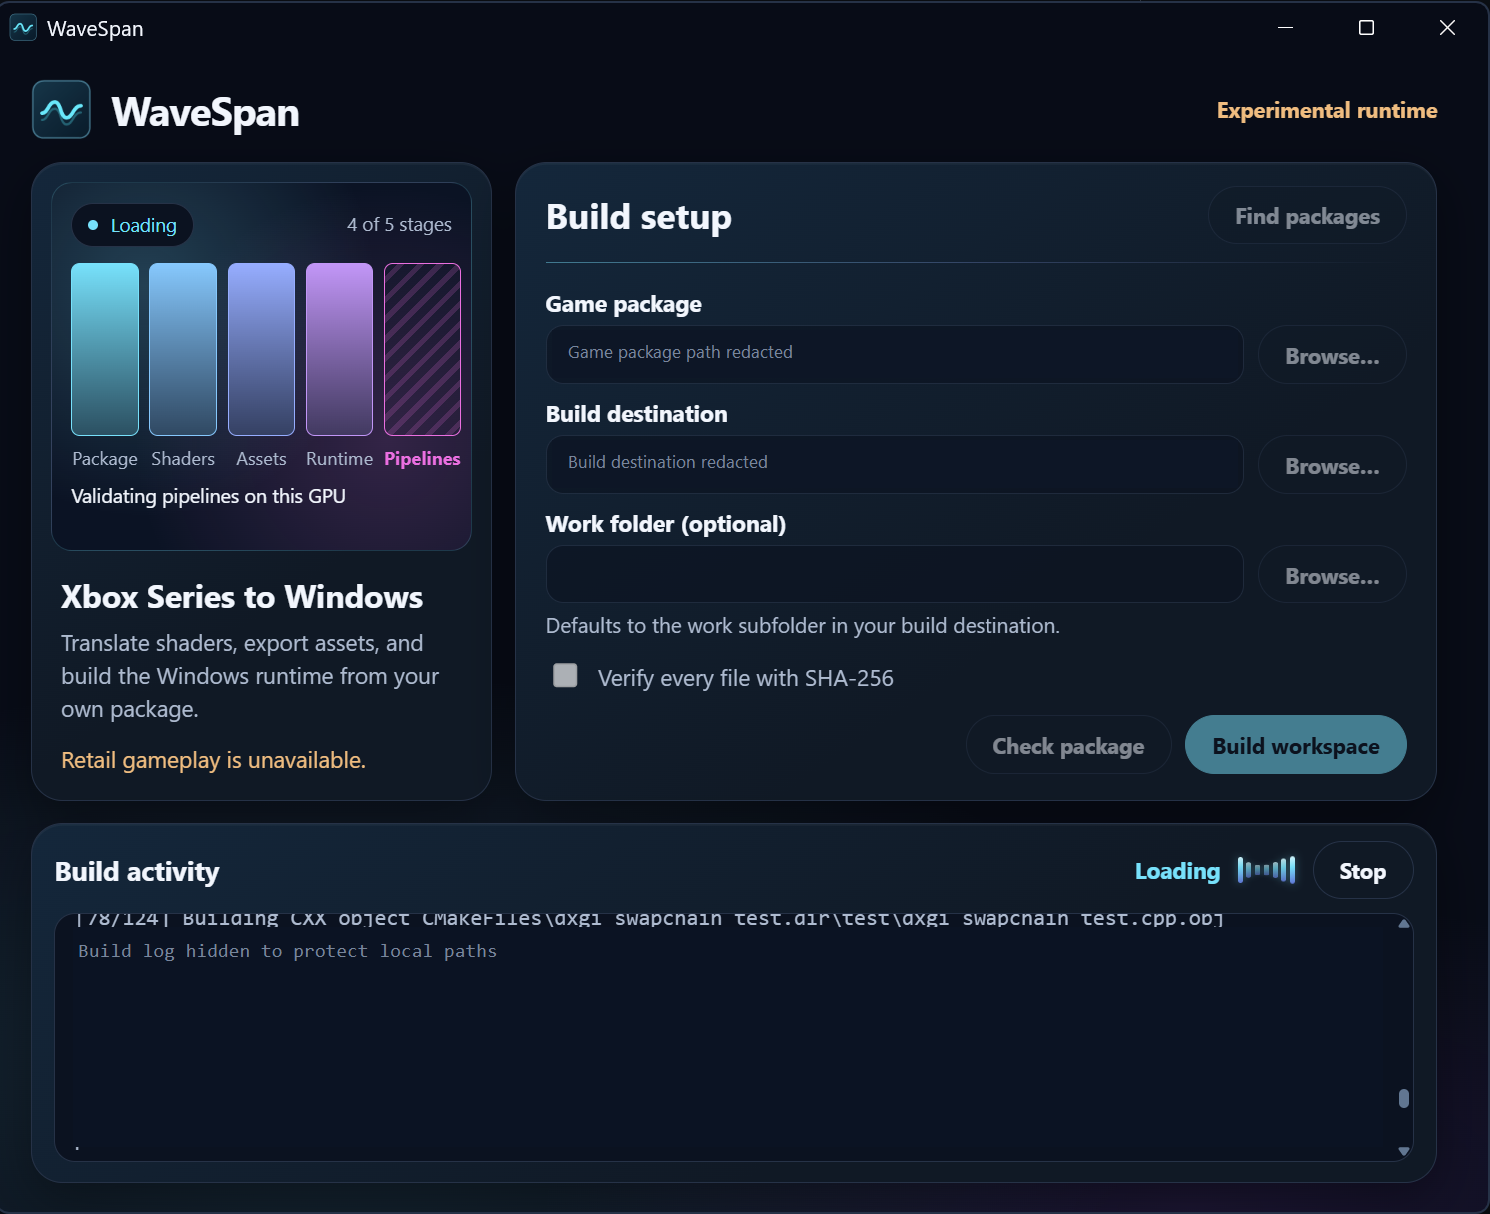 WaveSpan
WaveSpan
Experimental runtime
Loading
4 of 5 stages
Package
Shaders
Assets
Runtime
Pipelines
Validating pipelines on this GPU
Xbox Series to Windows
Translate shaders, export assets, and
build the Windows runtime from your
own package.
Retail gameplay is unavailable.
Build setup
Find packages
Game package
Game package path redacted
Browse...
Build destination
Build destination redacted
Browse...
Work folder (optional)
Browse...
Defaults to the work subfolder in your build destination.
Verify every file with SHA-256
Check package
Build workspace
Build activity
Loading
Stop
[78/124] Building CXX object CMakeFiles\dxgi_swapchain_test.dir\test\dxgi_swapchain_test.cpp.obj
Build log hidden to protect local paths
.